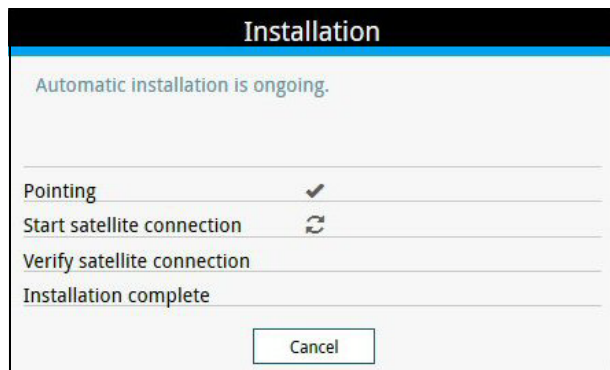 Installation
Automatic installation is ongoing.
Pointing
Start satellite connection
Verify satellite connection
Installation complete
Cancel